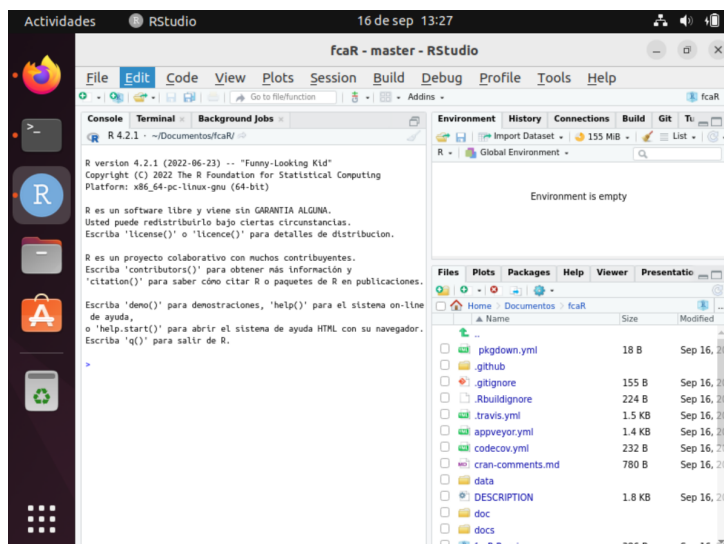 Actividades RStudio 16 de sep 13:27
fcaR - master - RStudio
File Edit Code View Plots Session Build Debug Profile Tools Help
Go to file/function Addins fcaR
Console Terminal Background Jobs
R 4.2.1 · ~/Documentos/fcaR/
R version 4.2.1 (2022-06-23) -- "Funny-Looking Kid"
Copyright (C) 2022 The R Foundation for Statistical Computing
Platform: x86_64-pc-linux-gnu (64-bit)
R es un software libre y viene sin GARANTIA ALGUNA.
Usted puede redistribuirlo bajo ciertas circunstancias.
Escriba 'license()' o 'licence()' para detalles de distribucion.
R es un proyecto colaborativo con muchos contribuyentes.
Escriba 'contributors()' para obtener más información y
'citation()' para saber cómo citar R o paquetes de R en publicaciones.
Escriba 'demo()' para demostraciones, 'help()' para el sistema on-line
de ayuda,
o 'help.start()' para abrir el sistema de ayuda HTML con su navegador.
Escriba 'q()' para salir de R.
>
Environment History Connections Build Git Tu
Import Dataset 155 MiB List
R Global Environment
Environment is empty
Files Plots Packages Help Viewer Presentatio
Home Documentos fcaR
Name Size Modified
..
_pkgdown.yml 18 B Sep 16, 2
.github
.gitignore 155 B Sep 16, 2
.Rbuildignore 224 B Sep 16, 2
.travis.yml 1.5 KB Sep 16, 2
appveyor.yml 1.4 KB Sep 16, 2
codecov.yml 232 B Sep 16, 2
cran-comments.md 780 B Sep 16, 2
data
DESCRIPTION 1.8 KB Sep 16, 2
doc
docs